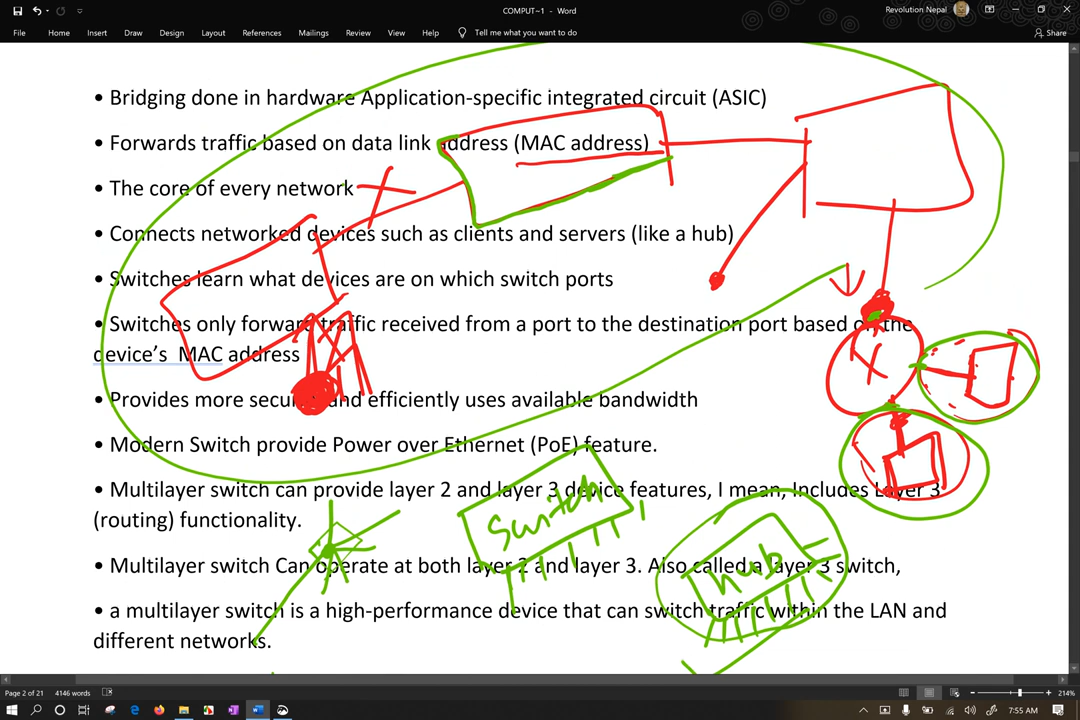 COMPUT~1 - Word
Revolution Nepal
File Home Insert Draw Design Layout References Mailings Review View Help Tell me what you want to do Share
• Bridging done in hardware Application-specific integrated circuit (ASIC)
• Forwards traffic based on data link address (MAC address)
• The core of every network
• Connects networked devices such as clients and servers (like a hub)
• Switches learn what devices are on which switch ports
• Switches only forward traffic received from a port to the destination port based on the
device’s MAC address
• Provides more secure and efficiently uses available bandwidth
• Modern Switch provide Power over Ethernet (PoE) feature.
• Multilayer switch can provide layer 2 and layer 3 device features, I mean, Includes Layer 3
(routing) functionality.
• Multilayer switch Can operate at both layer 2 and layer 3. Also called a layer 3 switch,
• a multilayer switch is a high-performance device that can switch traffic within the LAN and
different networks.
Switch
hub
X
X
Page 2 of 21 4146 words
214%
7:55 AM